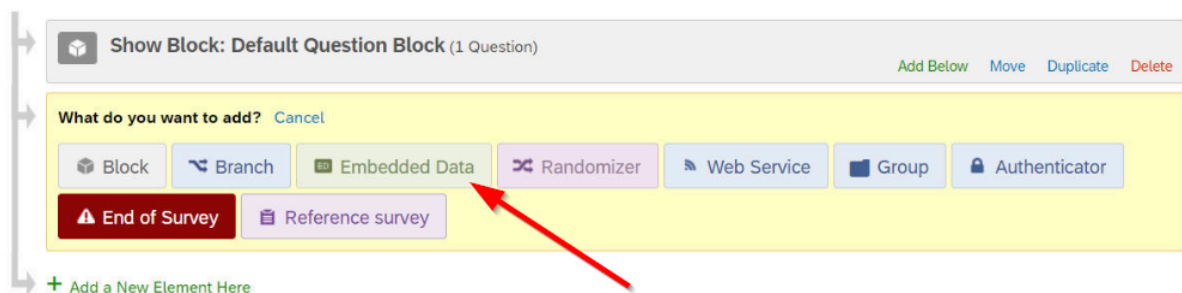 Show Block: Default Question Block (1 Question)
Add Below Move Duplicate Delete
What do you want to add? Cancel
Block Branch ED Embedded Data Randomizer Web Service Group Authenticator
End of Survey Reference survey
+ Add a New Element Here